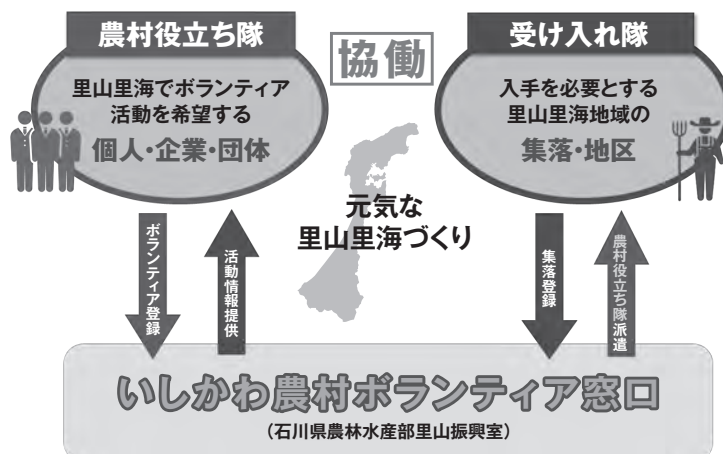 農村役立ち隊
里山里海でボランティア
活動を希望する
個人・企業・団体
協働
受け入れ隊
入手を必要とする
里山里海地域の
集落・地区
元気な
里山里海づくり
ボランティア登録
活動情報提供
集落登録
農村役立ち隊派遣
いしかわ農村ボランティア窓口
（石川県農林水産部里山振興室）